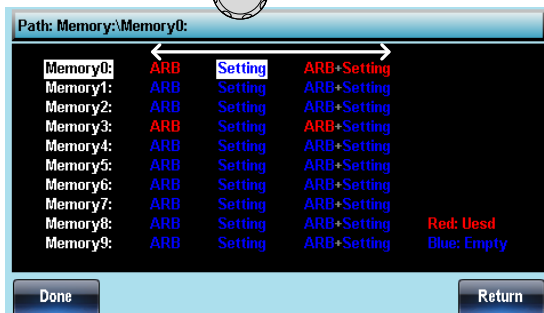 Path: Memory:\Memory0:
Memory0: ARB Setting ARB+Setting
Memory1: ARB Setting ARB+Setting
Memory2: ARB Setting ARB+Setting
Memory3: ARB Setting ARB+Setting
Memory4: ARB Setting ARB+Setting
Memory5: ARB Setting ARB+Setting
Memory6: ARB Setting ARB+Setting
Memory7: ARB Setting ARB+Setting
Memory8: ARB Setting ARB+Setting Red: Uesd
Memory9: ARB Setting ARB+Setting Blue: Empty
Done Return